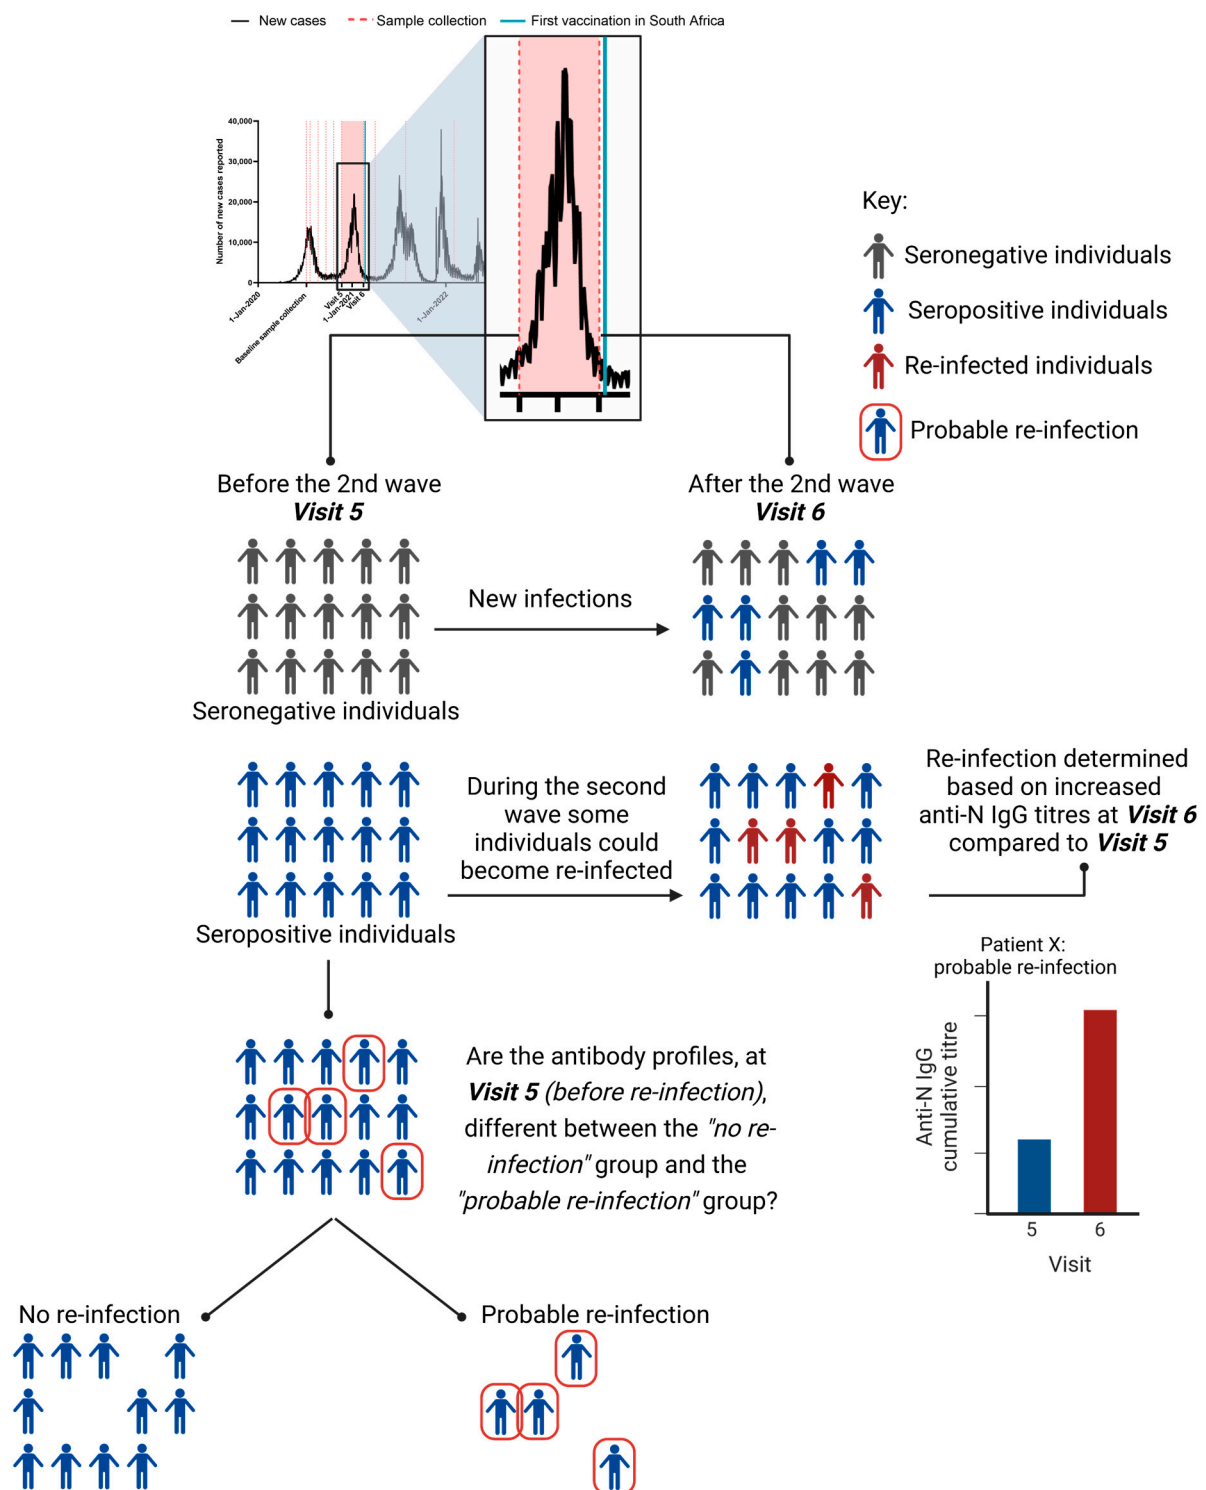 New cases
Sample collection
First vaccination in South Africa
Number of new cases reported
40,000
30,000
20,000
10,000
0
1-Jan-2020
Baseline sample collection
Visit 5
1-Jan-2021
Visit 6
1-Jan-2022
Key:
Seronegative individuals
Seropositive individuals
Re-infected individuals
Probable re-infection
Before the 2nd wave
Visit 5
After the 2nd wave
Visit 6
New infections
Seronegative individuals
During the second
wave some
individuals could
become re-infected
Re-infection determined
based on increased
anti-N IgG titres at Visit 6
compared to Visit 5
Seropositive individuals
Patient X:
probable re-infection
Anti-N IgG
cumulative titre
5
6
Visit
Are the antibody profiles, at
Visit 5 (before re-infection),
different between the "no re-
infection" group and the
"probable re-infection" group?
No re-infection
Probable re-infection